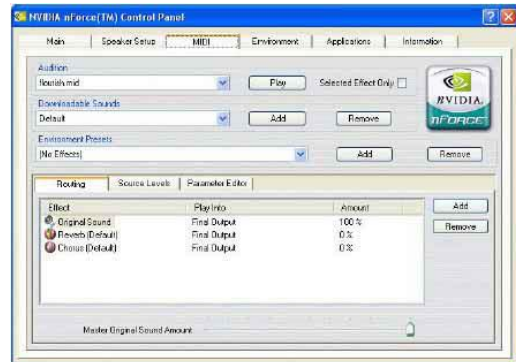 NVIDIA nForce(TM) Control Panel
Main Speaker Setup MIDI Environment Applications Information
Audition
flourish.mid Play Selected Effect Only
Downloadable Sounds
Default Add Remove
NVIDIA.
nFORCE
Environment Presets
(No Effects) Add Remove
Routing Source Levels Parameter Editor
Effect Play Into Amount Add
Original Sound Final Output 100 %
Remove
Reverb (Default) Final Output 0 %
Chorus (Default) Final Output 0 %
Master Original Sound Amount